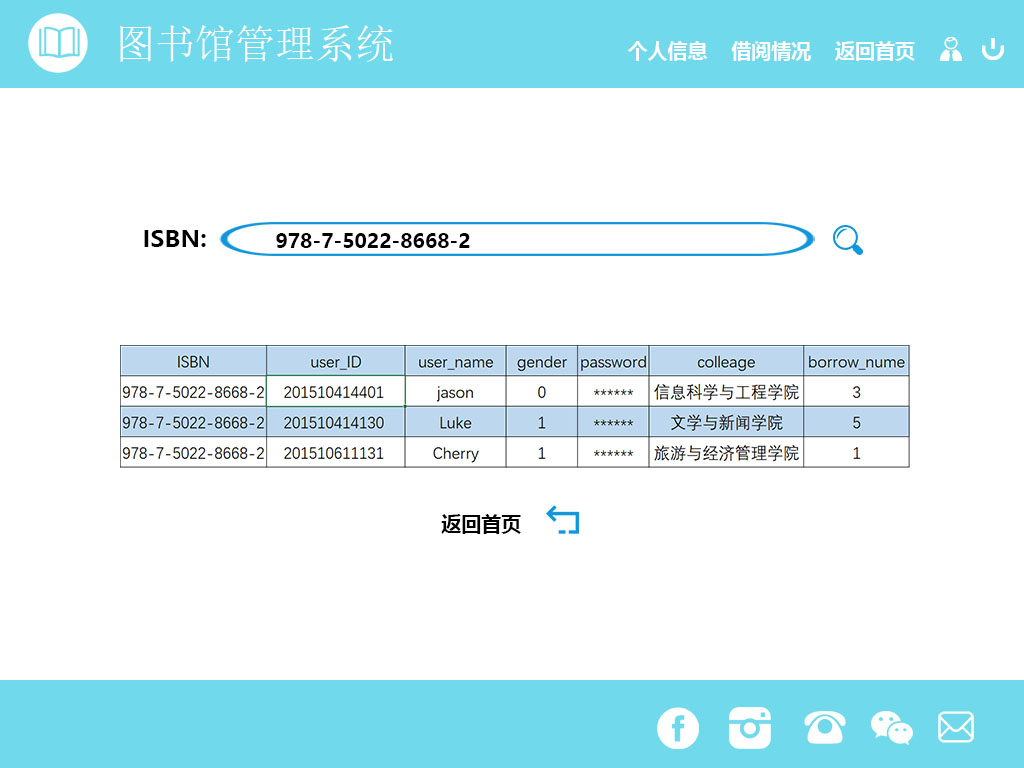 图书馆管理系统
个人信息 借阅情况 返回首页
ISBN: 978-7-5022-8668-2
ISBN user_ID user_name gender password colleage borrow_nume
978-7-5022-8668-2 201510414401 jason 0 ****** 信息科学与工程学院 3
978-7-5022-8668-2 201510414130 Luke 1 ****** 文学与新闻学院 5
978-7-5022-8668-2 201510611131 Cherry 1 ****** 旅游与经济管理学院 1
返回首页